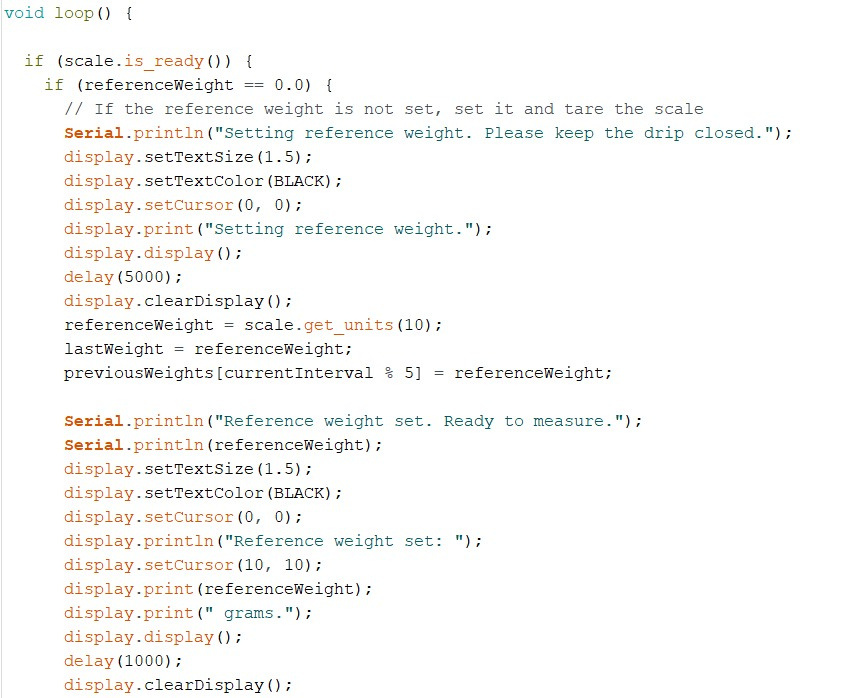 void loop() {
if (scale.is_ready()) {
if (referenceWeight == 0.0) {
// If the reference weight is not set, set it and tare the scale
Serial.println("Setting reference weight. Please keep the drip closed.");
display.setTextSize(1.5);
display.setTextColor(BLACK);
display.setCursor(0, 0);
display.print("Setting reference weight.");
display.display();
delay(5000);
display.clearDisplay();
referenceWeight = scale.get_units(10);
lastWeight = referenceWeight;
previousWeights[currentInterval % 5] = referenceWeight;
Serial.println("Reference weight set. Ready to measure.");
Serial.println(referenceWeight);
display.setTextSize(1.5);
display.setTextColor(BLACK);
display.setCursor(0, 0);
display.println("Reference weight set: ");
display.setCursor(10, 10);
display.print(referenceWeight);
display.print(" grams.");
display.display();
delay(1000);
display.clearDisplay();